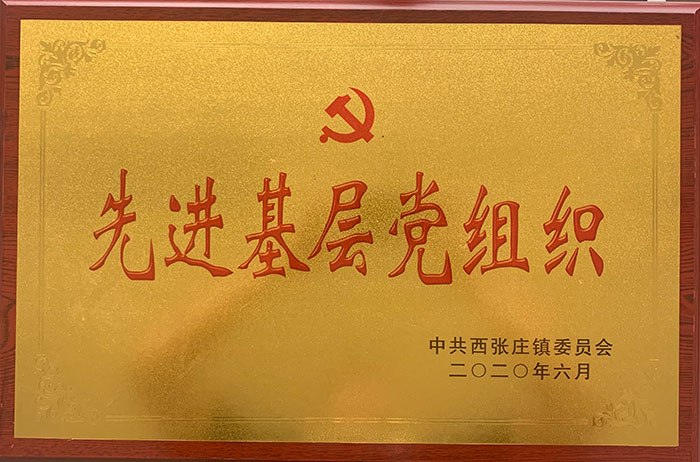 先进基层党组织
中共西张庄镇委员会
二〇二〇年六月